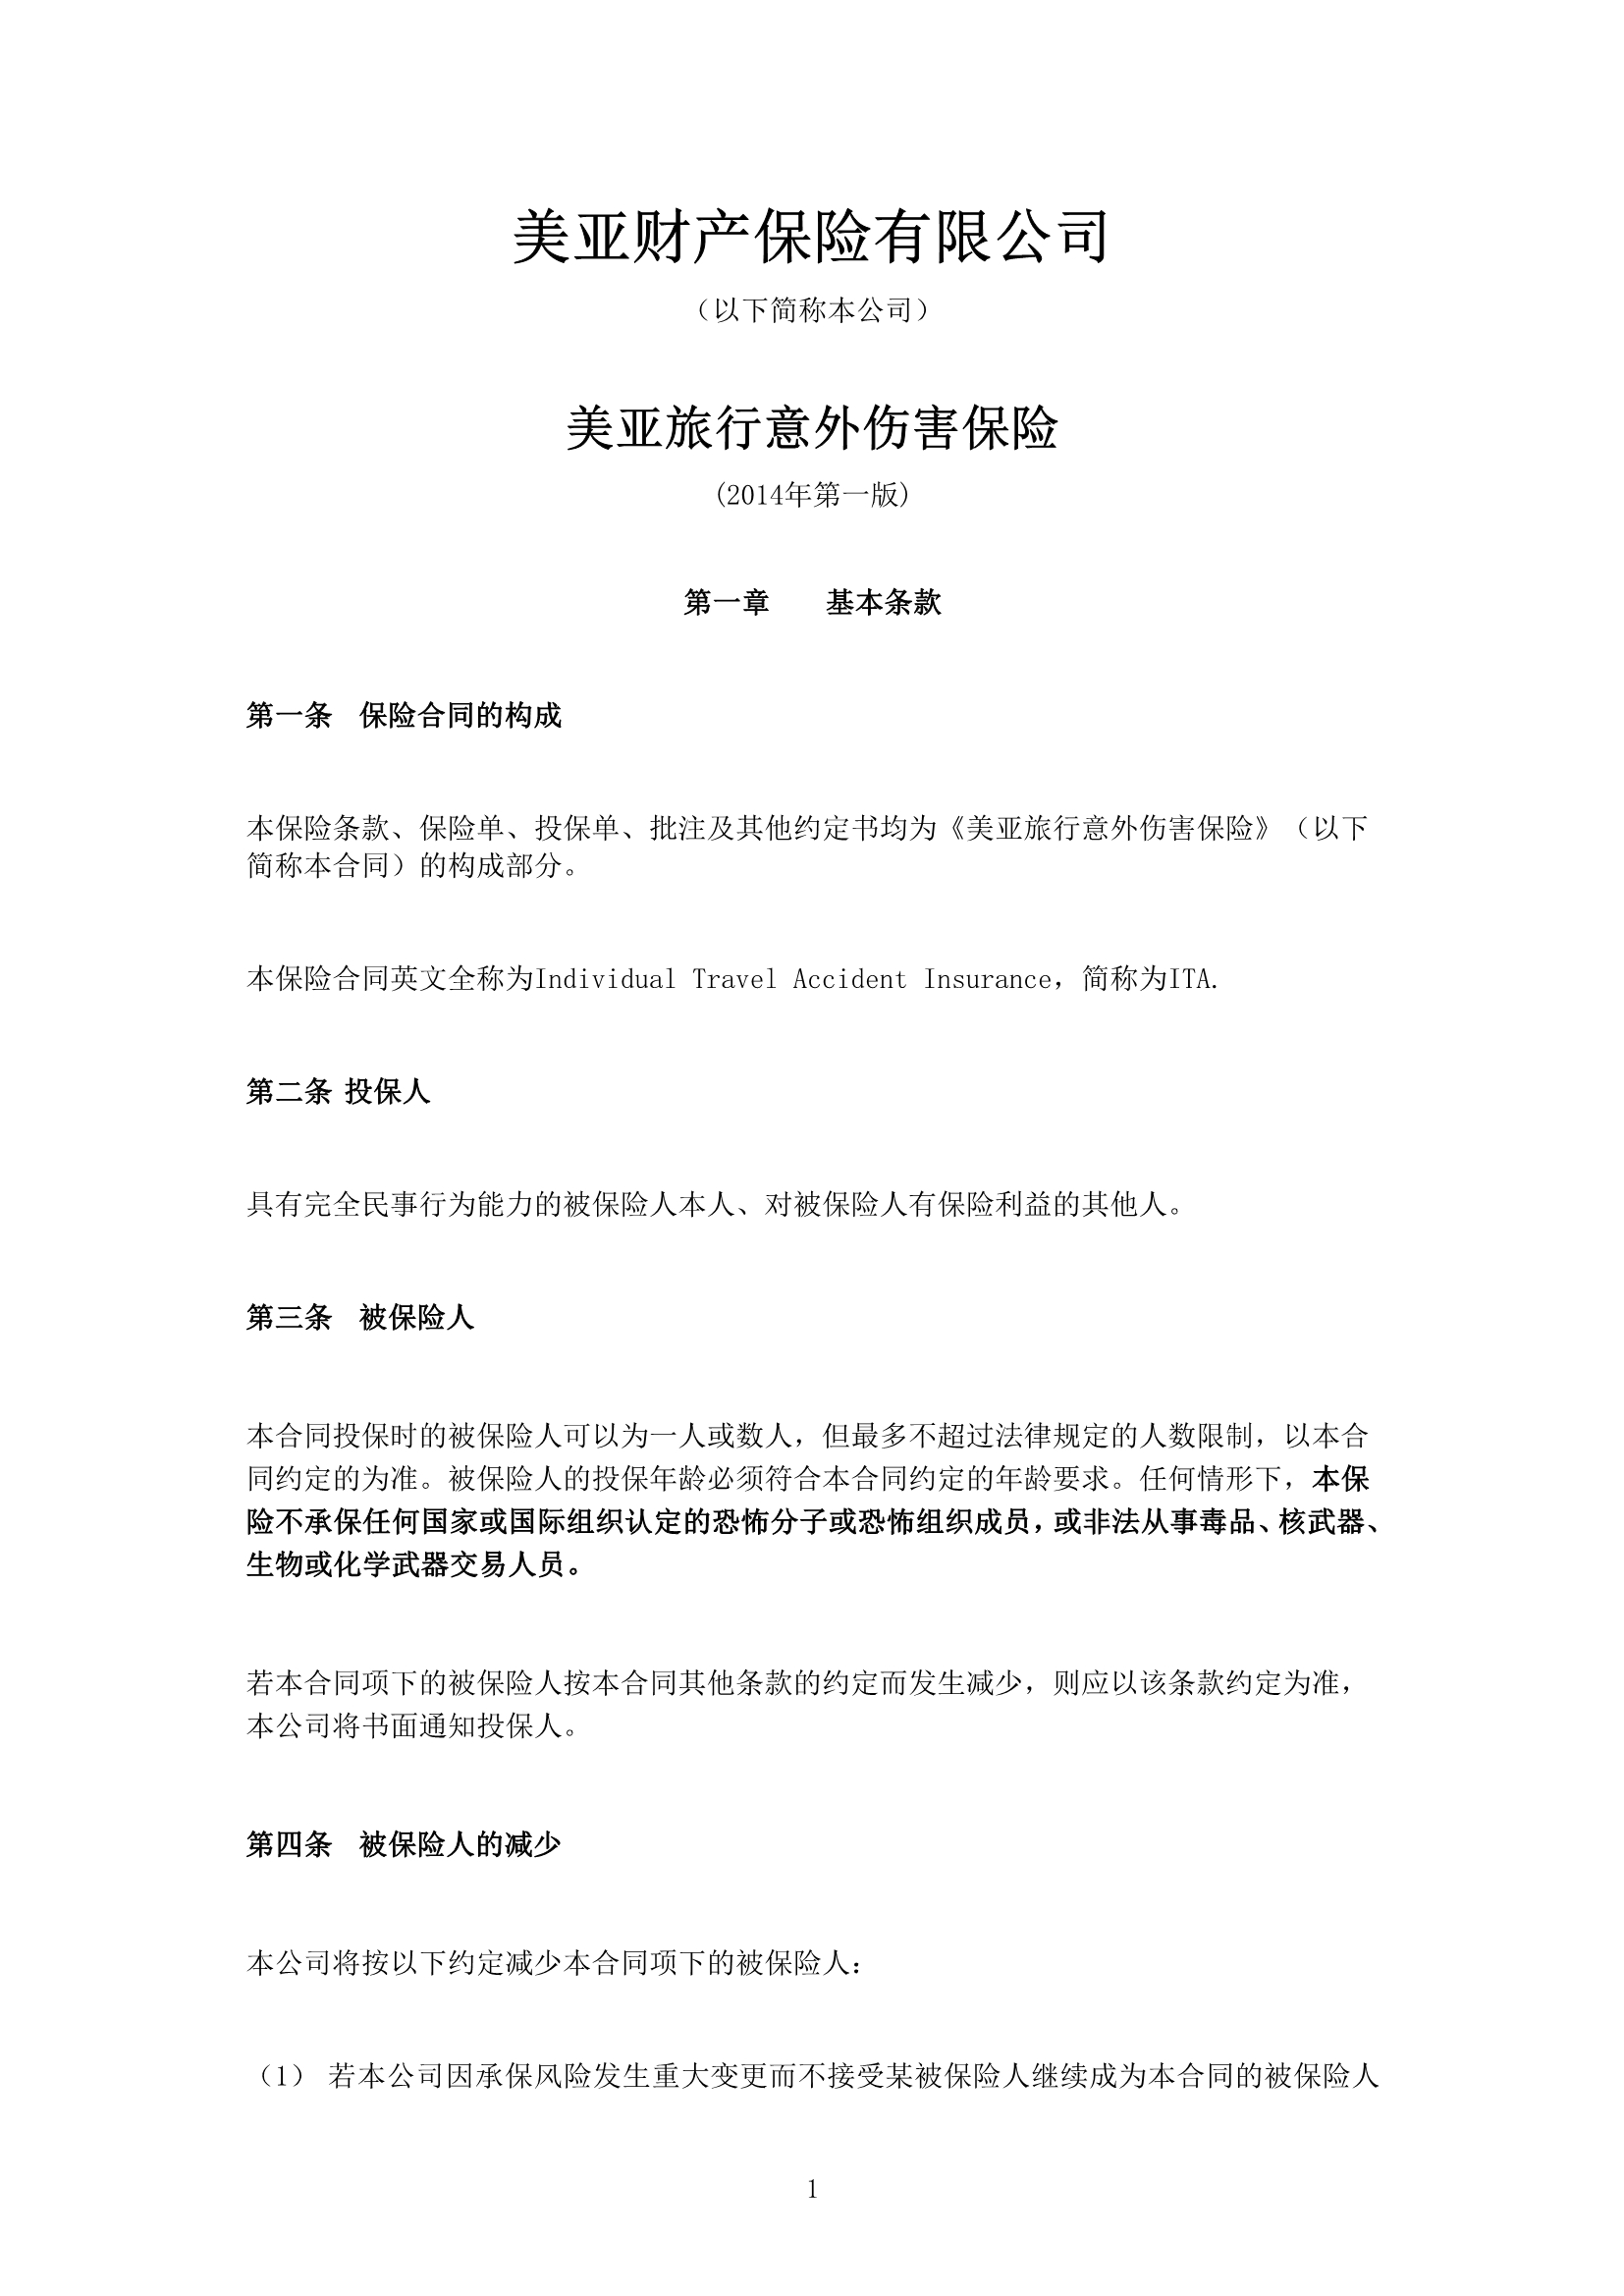 美亚财产保险有限公司
（以下简称本公司）
美亚旅行意外伤害保险
(2014年第一版)
第一章　　基本条款
第一条　保险合同的构成
本保险条款、保险单、投保单、批注及其他约定书均为《美亚旅行意外伤害保险》（以下
简称本合同）的构成部分。
本保险合同英文全称为Individual Travel Accident Insurance，简称为ITA.
第二条 投保人
具有完全民事行为能力的被保险人本人、对被保险人有保险利益的其他人。
第三条　被保险人
本合同投保时的被保险人可以为一人或数人，但最多不超过法律规定的人数限制，以本合
同约定的为准。被保险人的投保年龄必须符合本合同约定的年龄要求。任何情形下，本保
险不承保任何国家或国际组织认定的恐怖分子或恐怖组织成员，或非法从事毒品、核武器、
生物或化学武器交易人员。
若本合同项下的被保险人按本合同其他条款的约定而发生减少，则应以该条款约定为准，
本公司将书面通知投保人。
第四条　被保险人的减少
本公司将按以下约定减少本合同项下的被保险人：
（1） 若本公司因承保风险发生重大变更而不接受某被保险人继续成为本合同的被保险人
1